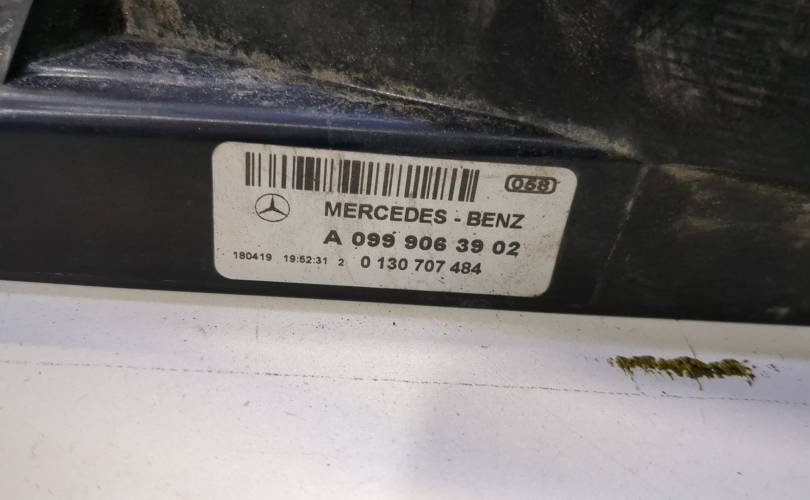 058
MERCEDES - BENZ
A 099 906 39 02
180419 19:52:31 2 0 130 707 484